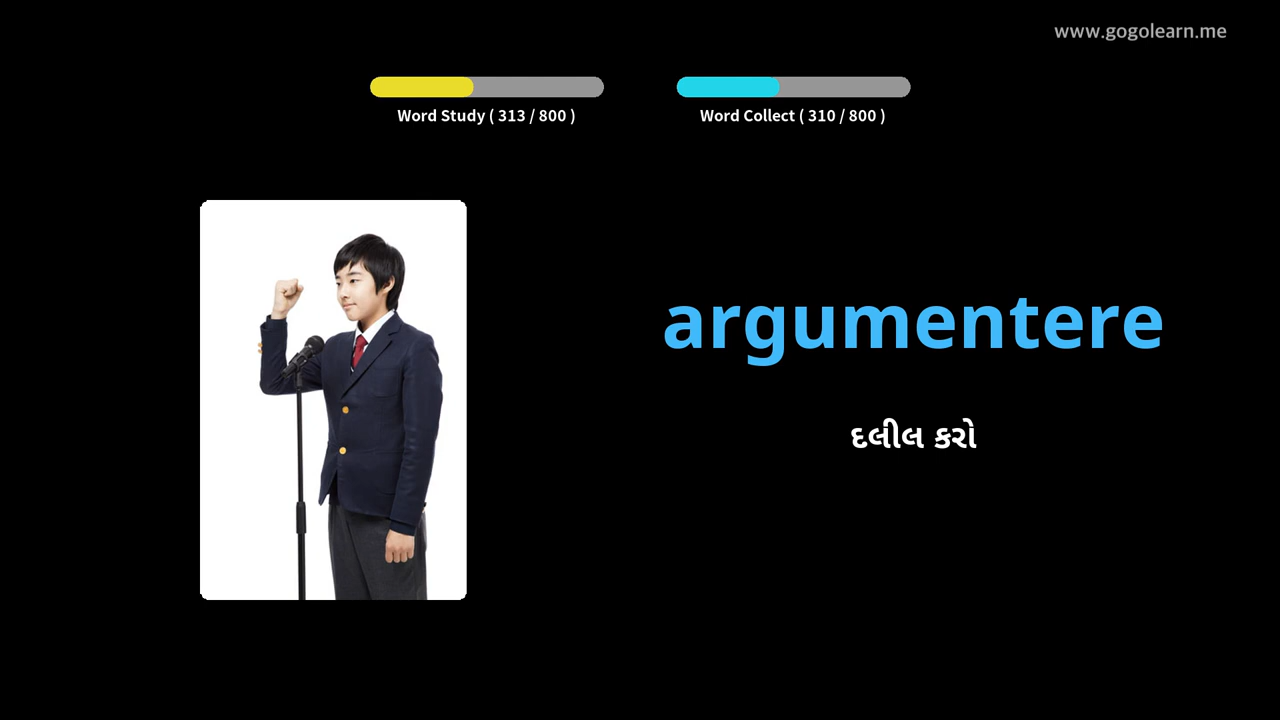 www.gogolearn.me
Word Study ( 313 / 800 )
Word Collect ( 310 / 800 )
argumentere
દલીલ કરો